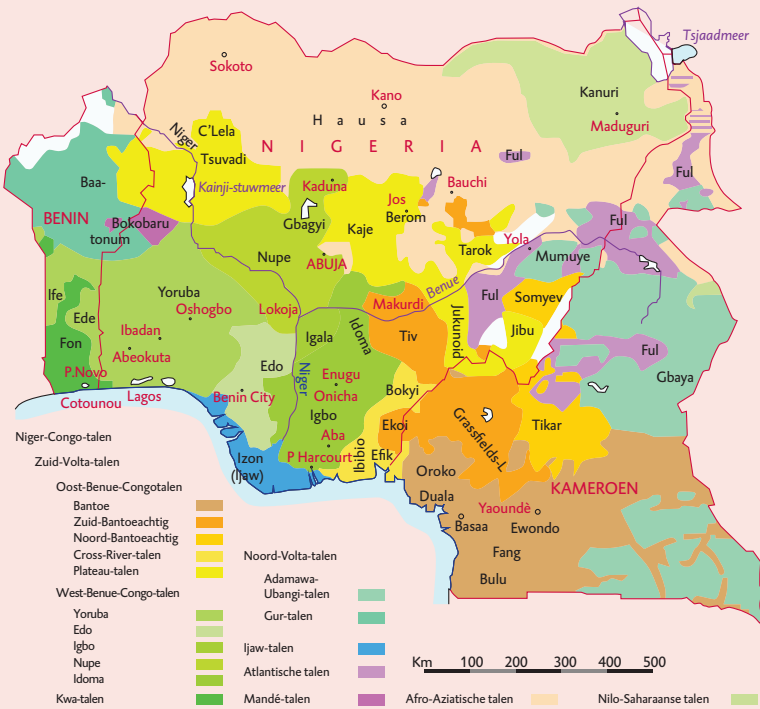 Tsjaadmeer
Sokoto
Kanuri
Kano
Hausa
Maduguri
Niger
C'Lela
NIGERIA
Tsuvadi
Ful
Ful
Baa-
Kainji-stuwmeer
Kaduna
Bauchi
Jos
BENIN
Bokobaru
Gbagyi
Berom
Ful
tonum
Kaje
Tarok
Yola
Mumuye
Nupe
ABUJA
Benue
Ife
Yoruba
Ful
Somyev
Makurdi
Ede
Oshogbo
Lokoja
Idoma
Jukunoid
Ibadan
Igala
Tiv
Jibu
Fon
Abeokuta
Edo
Ful
P.Novo
Niger
Enugu
Gbaya
Cotounou
Lagos
Benin City
Onicha
Bokyi
Igbo
Grassfields-L
Ekoi
Tikar
Aba
Niger-Congo-talen
Izon
(Ijaw)
P Harcourt
Ibibio
Efik
Zuid-Volta-talen
Oroko
Oost-Benue-Congotalen
Duala
KAMEROEN
Bantoe
Yaoundè
Zuid-Bantoeachtig
Basaa
Ewondo
Noord-Bantoeachtig
Cross-River-talen
Noord-Volta-talen
Fang
Plateau-talen
Adamawa-
Ubangi-talen
Bulu
West-Benue-Congo-talen
Yoruba
Gur-talen
Edo
Igbo
Ijaw-talen
Nupe
Atlantische talen
Km 100 200 300 400 500
Idoma
Kwa-talen
Mandé-talen
Afro-Aziatische talen
Nilo-Saharaanse talen